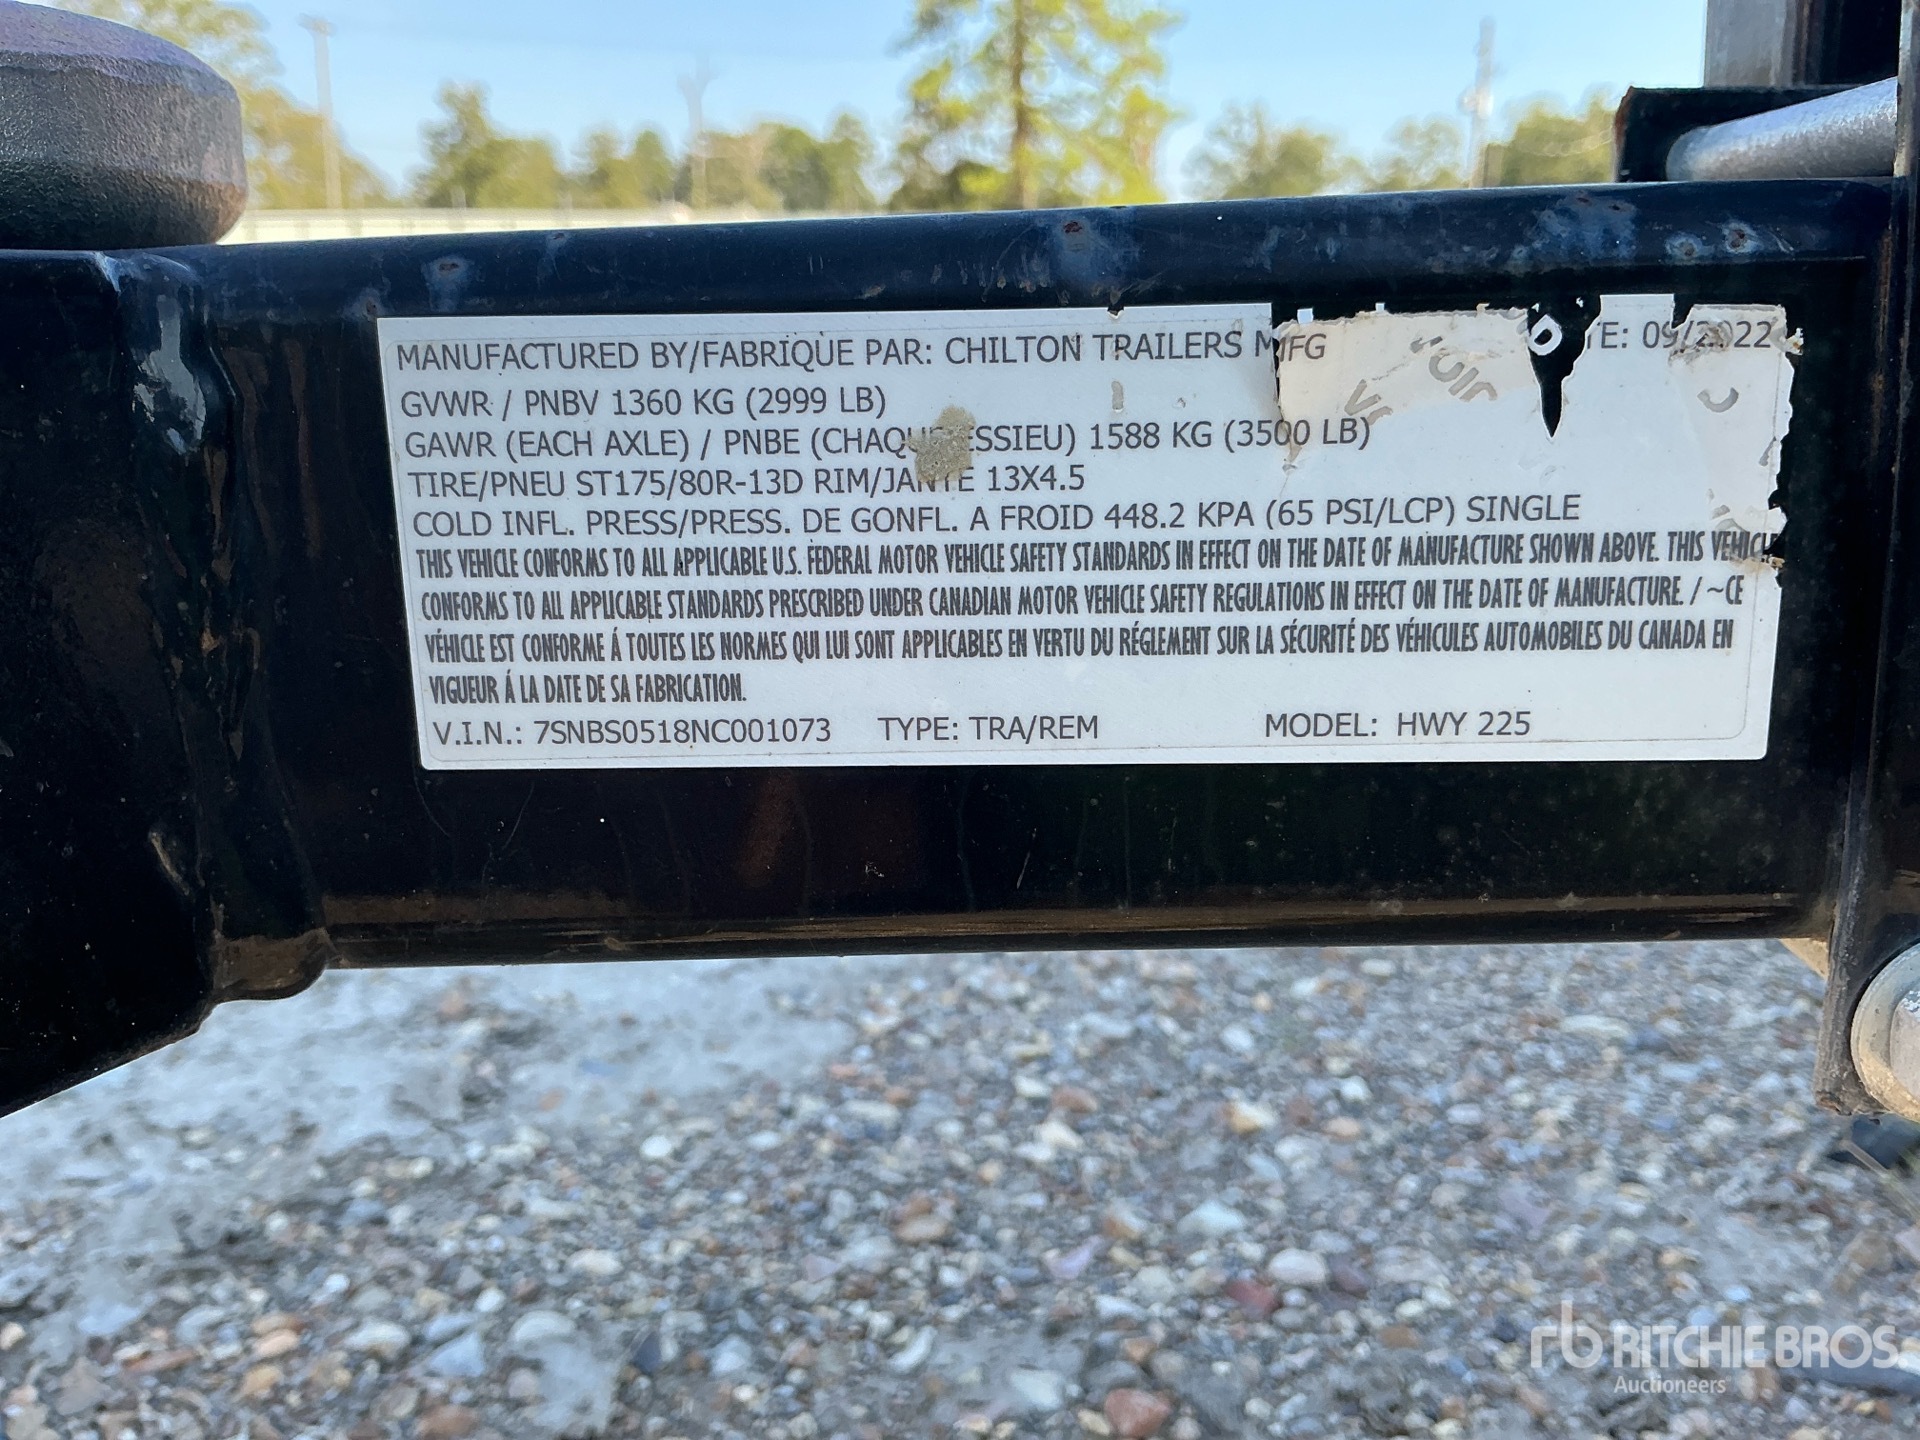 MANUFACTURED BY/FABRIQUE PAR: CHILTON TRAILERS MFG TE: 09/2022
GVWR / PNBV 1360 KG (2999 LB)
GAWR (EACH AXLE) / PNBE (CHAQUE ESSIEU) 1588 KG (3500 LB)
TIRE/PNEU ST175/80R-13D RIM/JANTE 13X4.5
COLD INFL. PRESS/PRESS. DE GONFL. A FROID 448.2 KPA (65 PSI/LCP) SINGLE
THIS VEHICLE CONFORMS TO ALL APPLICABLE U.S. FEDERAL MOTOR VEHICLE SAFETY STANDARDS IN EFFECT ON THE DATE OF MANUFACTURE SHOWN ABOVE. THIS VEHICLE
CONFORMS TO ALL APPLICABLE STANDARDS PRESCRIBED UNDER CANADIAN MOTOR VEHICLE SAFETY REGULATIONS IN EFFECT ON THE DATE OF MANUFACTURE. / ~CE
VÉHICLE EST CONFORME Á TOUTES LES NORMES QUI LUI SONT APPLICABLES EN VERTU DU RÉGLEMENT SUR LA SÉCURITÉ DES VÉHICULES AUTOMOBILES DU CANADA EN
VIGUEUR Á LA DATE DE SA FABRICATION.
V.I.N.: 7SNBS0518NC001073 TYPE: TRA/REM MODEL: HWY 225
rb RITCHIE BROS.
Auctioneers